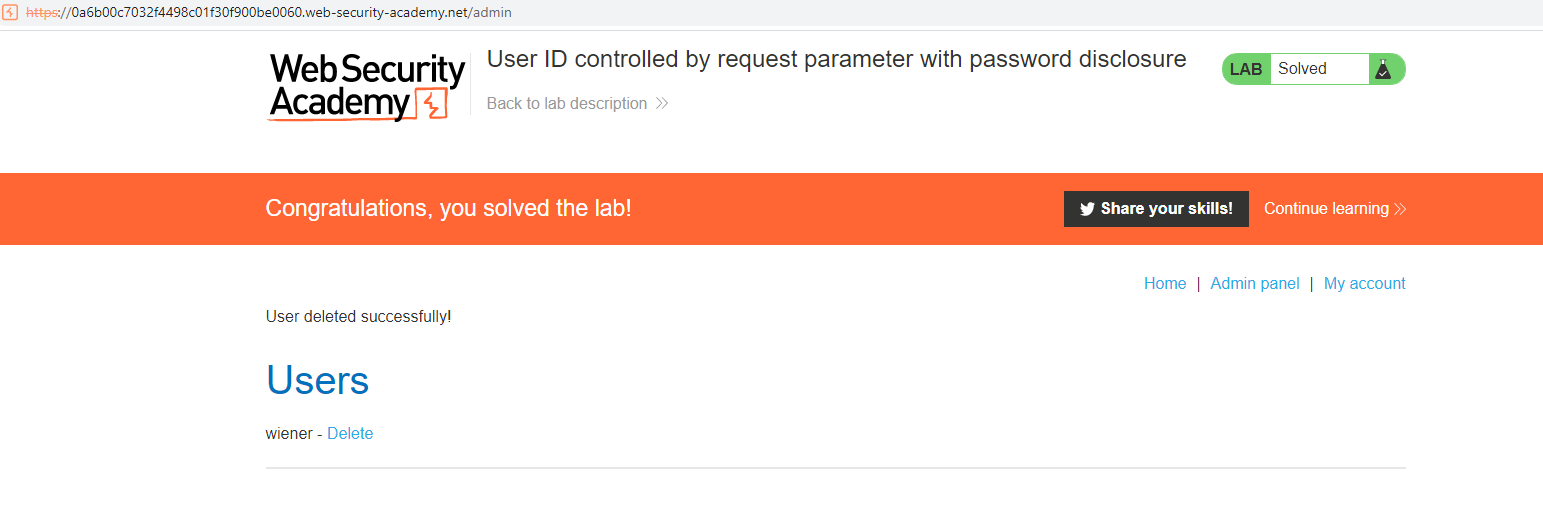 https://0a6b00c7032f4498c01f30f900be0060.web-security-academy.net/admin
Web Security
Academy
User ID controlled by request parameter with password disclosure
Back to lab description
LAB Solved
Congratulations, you solved the lab!
Share your skills! Continue learning
Home | Admin panel | My account
User deleted successfully!
Users
wiener - Delete